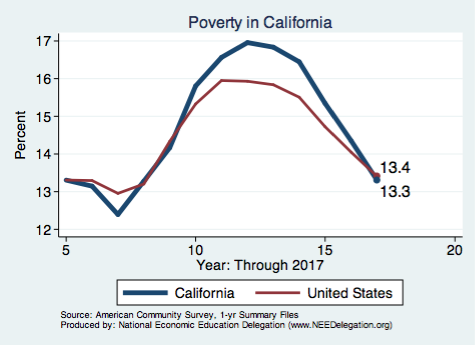 Poverty in California
17
16
15
14
13
12
Percent
13.4
13.3
5 10 15 20
Year: Through 2017
California United States
Source: American Community Survey, 1-yr Summary Files
Produced by: National Economic Education Delegation (www.NEEDelegation.org)